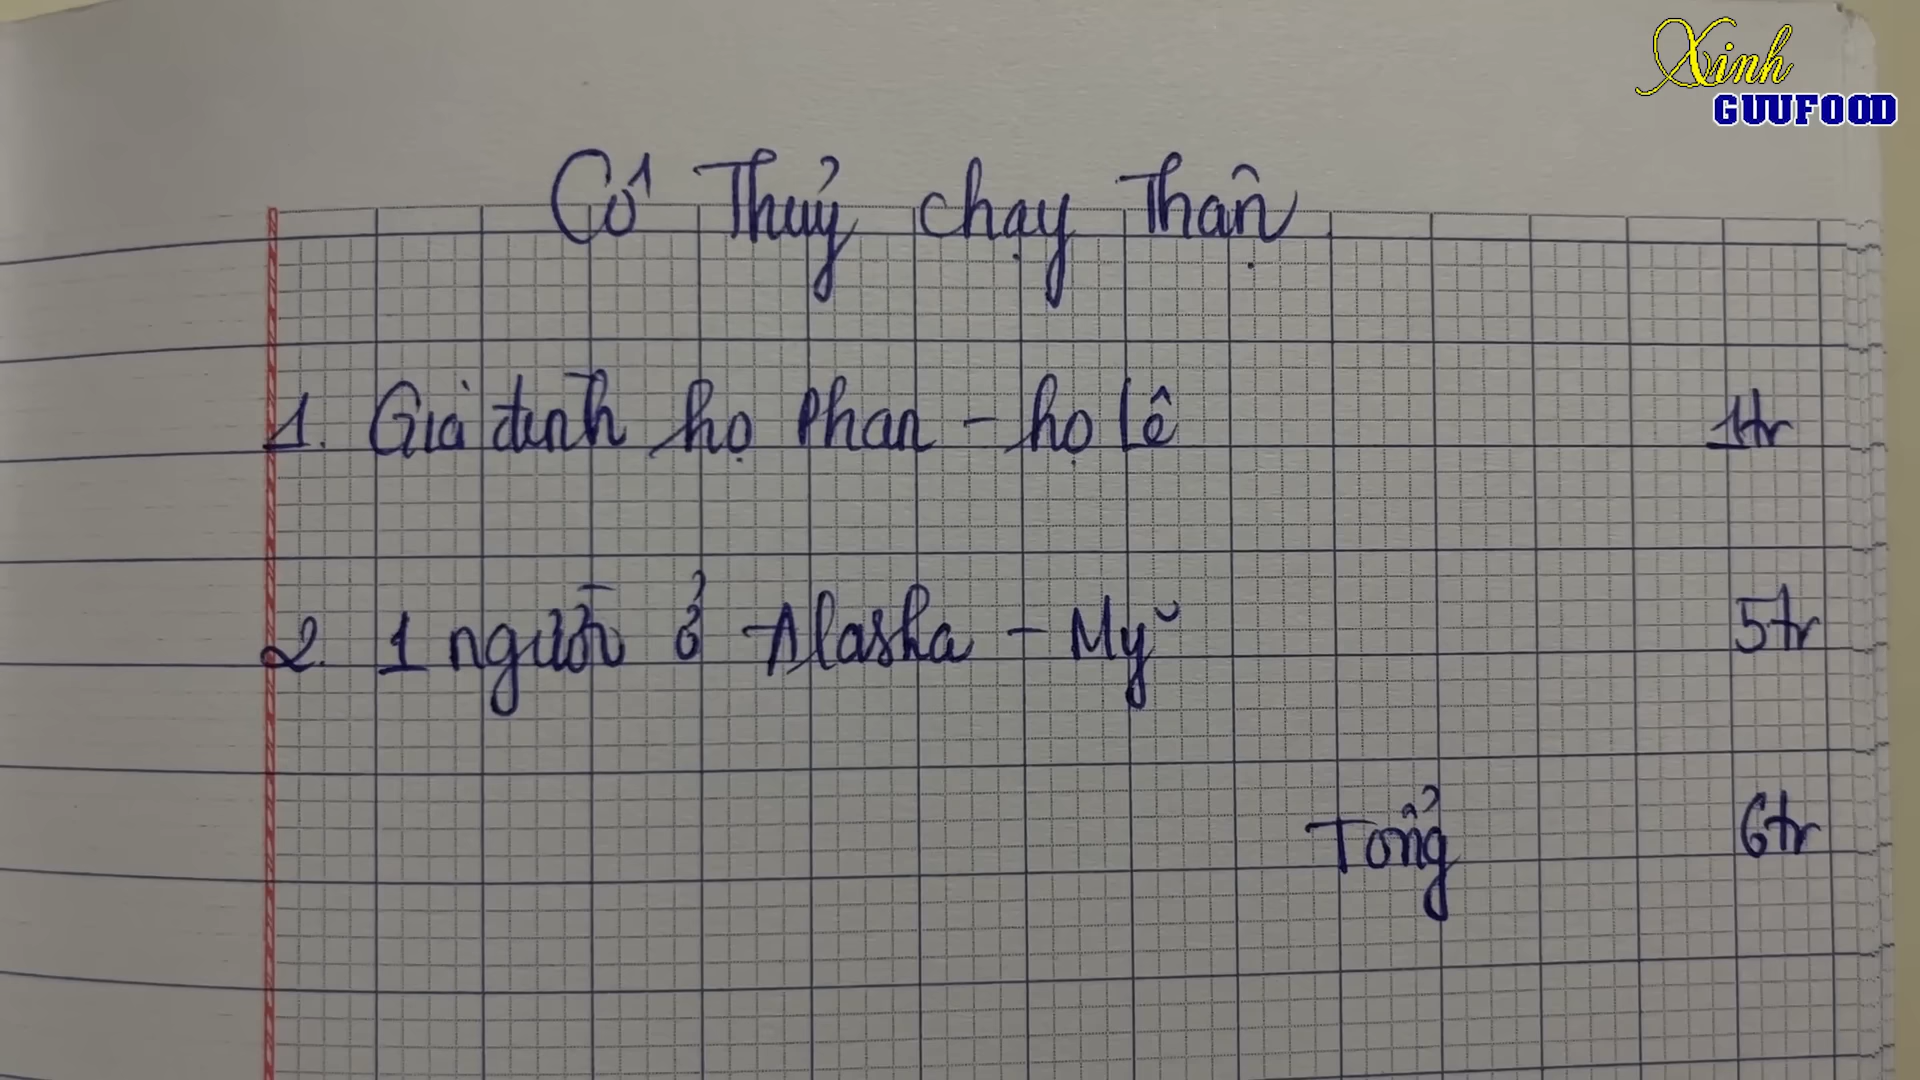 Xinh
GUUFOOD
Cô Thuỷ chạy Thận
1. Gia đình họ Phan - họ Lê 1tr
2. 1 người ở Alaska - Mỹ 5tr
Tổng 6tr